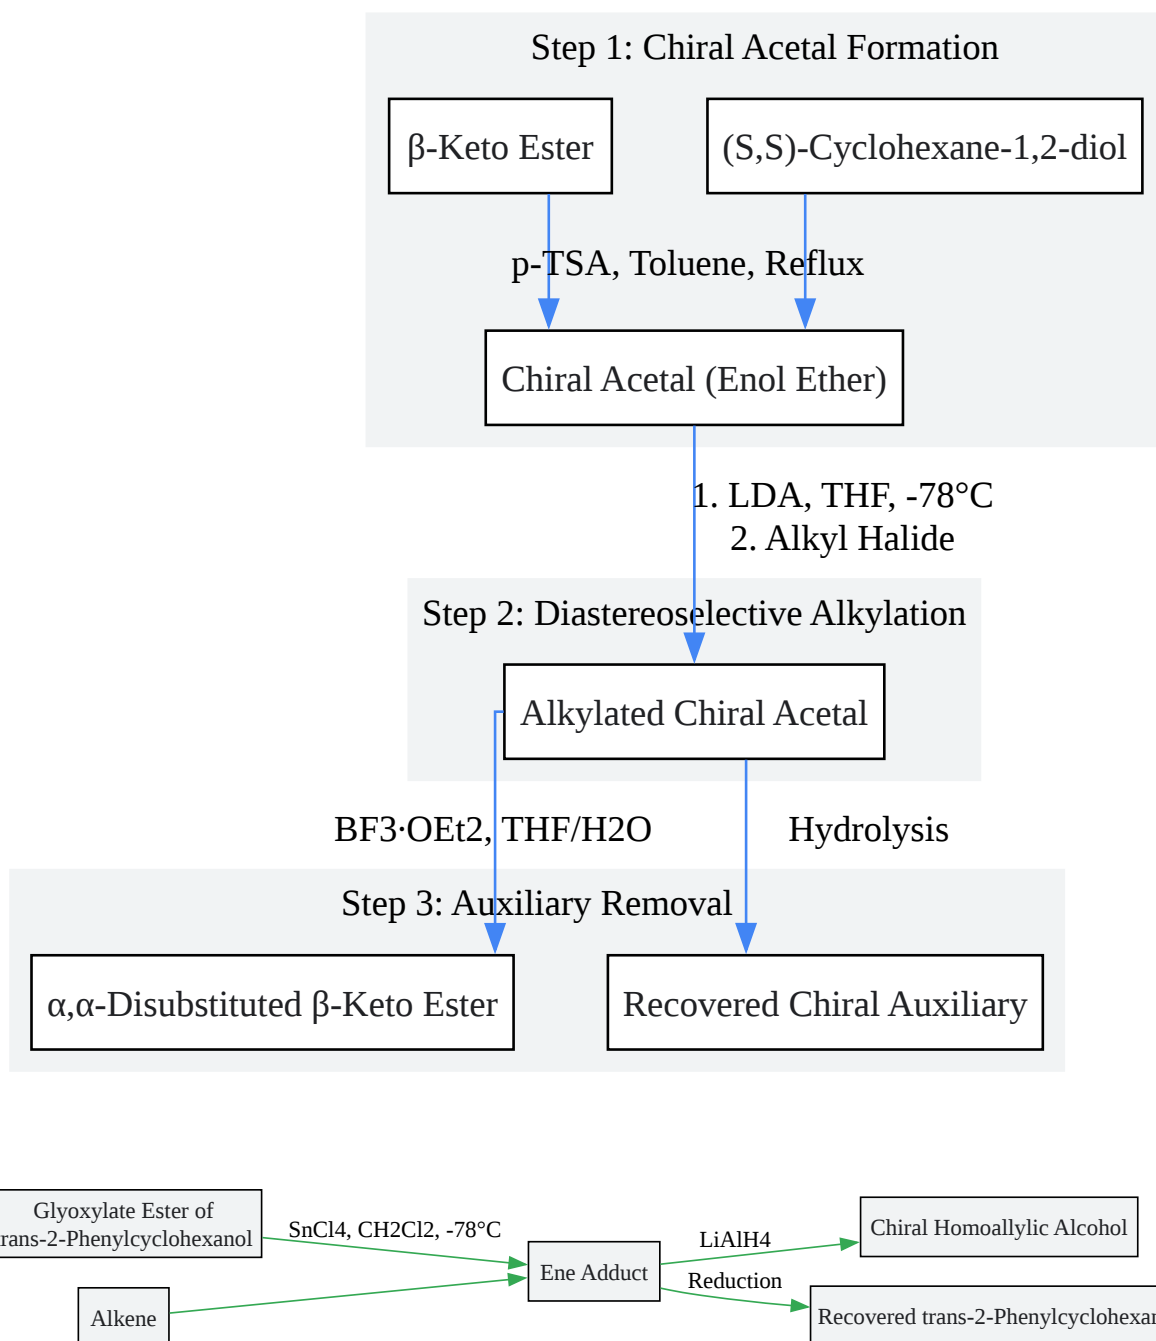 Step 1: Chiral Acetal Formation
β-Keto Ester
(S,S)-Cyclohexane-1,2-diol
p-TSA, Toluene, Reflux
Chiral Acetal (Enol Ether)
1. LDA, THF, -78°C
2. Alkyl Halide
Step 2: Diastereoselective Alkylation
Alkylated Chiral Acetal
BF3·OEt2, THF/H2O
Hydrolysis
Step 3: Auxiliary Removal
α,α-Disubstituted β-Keto Ester
Recovered Chiral Auxiliary
Glyoxylate Ester of
rans-2-Phenylcyclohexanol
SnCl4, CH2Cl2, -78°C
Alkene
Ene Adduct
LiAlH4
Reduction
Chiral Homoallylic Alcohol
Recovered trans-2-Phenylcyclohexan